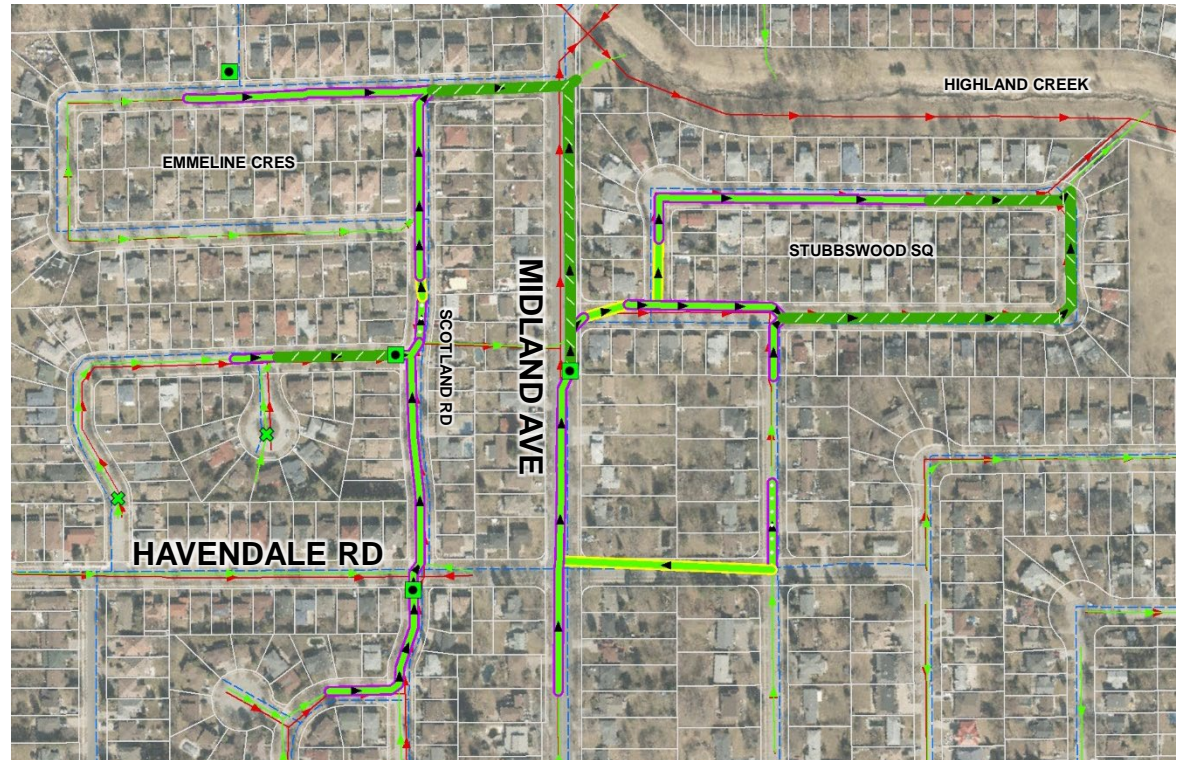 HIGHLAND CREEK
EMMELINE CRES
STUBBSWOOD SQ
MIDLAND AVE
SCOTLAND RD
HAVENDALE RD